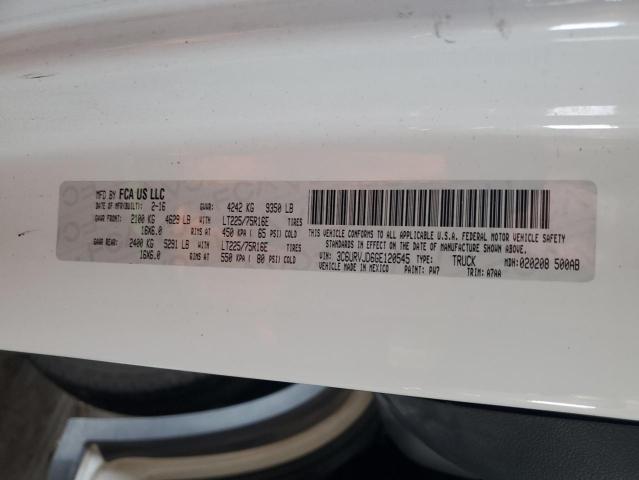 MFD BY FCA US LLC
DATE OF MFR(BUILT): 2-16 GVWR: 4242 KG 9350 LB
GAWR FRONT: 2100 KG 4629 LB WITH LT225/75R16E TIRES
16X6.0 RIMS AT 450 KPA ( 65 PSI) COLD
GAWR REAR: 2400 KG 5291 LB WITH LT225/75R16E TIRES
16X6.0 RIMS AT 550 KPA ( 80 PSI) COLD
THIS VEHICLE CONFORMS TO ALL APPLICABLE U.S.A. FEDERAL MOTOR VEHICLE SAFETY
STANDARDS IN EFFECT ON THE DATE OF MANUFACTURE SHOWN ABOVE.
VIN: 3C6URVJD6GE120545 TYPE: TRUCK MDH: 020208 500AB
MADE IN MEXICO PAINT: PW7 TRIM: A7AA